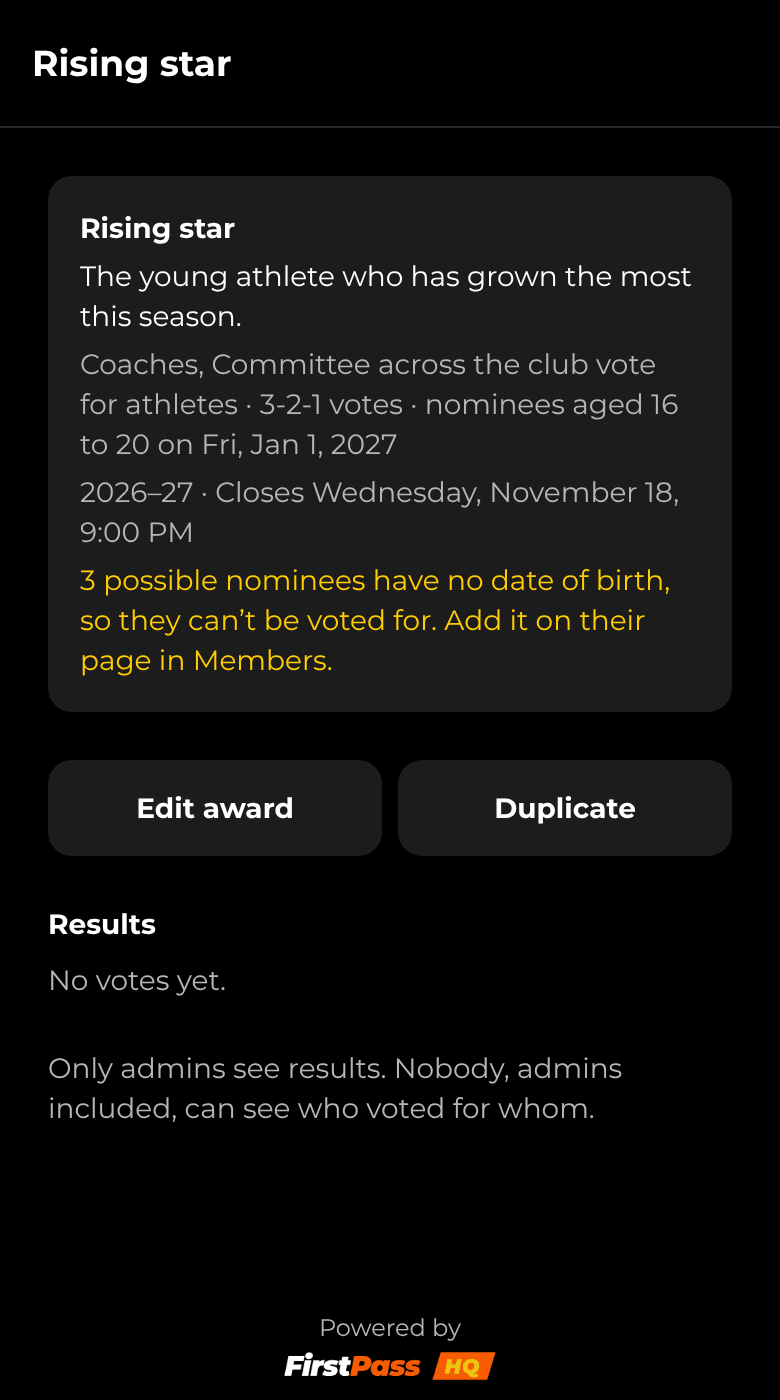 Rising star
Rising star
The young athlete who has grown the most
this season.
Coaches, Committee across the club vote
for athletes · 3-2-1 votes · nominees aged 16
to 20 on Fri, Jan 1, 2027
2026–27 · Closes Wednesday, November 18,
9:00 PM
3 possible nominees have no date of birth,
so they can’t be voted for. Add it on their
page in Members.
Edit award
Duplicate
Results
No votes yet.
Only admins see results. Nobody, admins
included, can see who voted for whom.
Powered by
FirstPass HQ